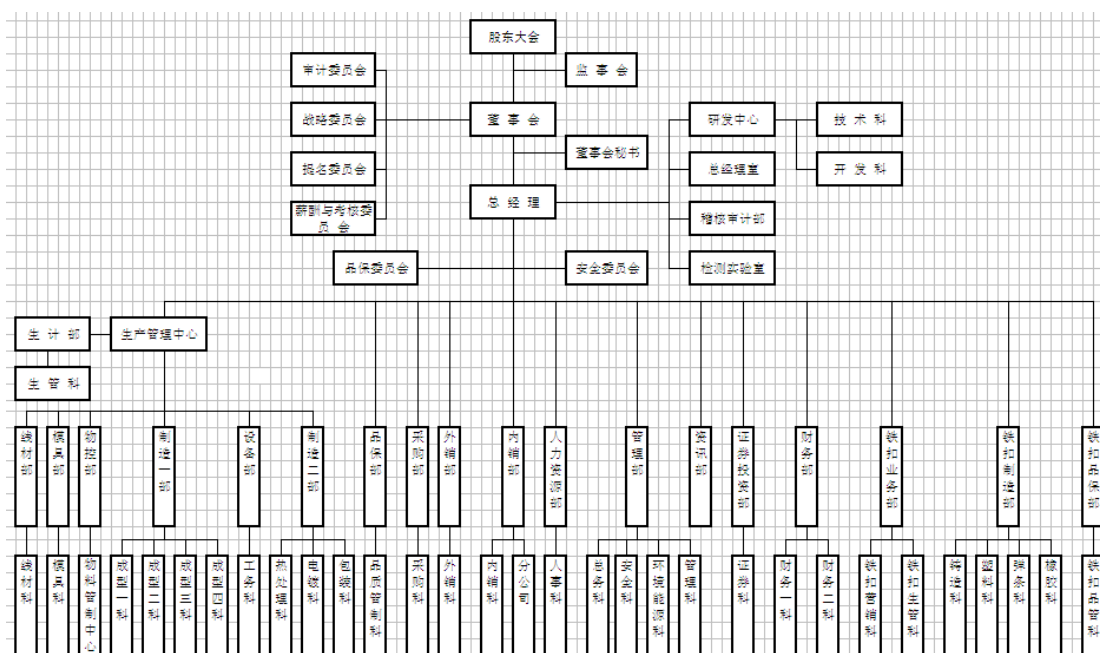 股东大会
审计委员会
监 事 会
战略委员会
董 事 会
研发中心
技 术 科
董事会秘书
提名委员会
总经理室
开 发 科
总 经 理
薪酬与考核委
员 会
稽核审计部
品保委员会
安全委员会
检测实验室
生 计 部
生产管理中心
生 管 科
线材部
模具部
物控部
制造一部
设备部
制造二部
品保部
采购部
外销部
内销部
人力资源部
管理部
资讯部
证券投资部
财务部
铁扣业务部
铁扣制造部
铁扣品保部
线材科
模具科
物料管制中心
成型一科
成型二科
成型三科
成型四科
工务科
热处理科
电镀科
包装科
品质管制科
采购科
外销科
内销科
分公司
人事科
总务科
安全科
环境能源科
管理科
证券科
财务一科
财务二科
铁扣营销科
铁扣生管科
铸造科
塑料科
弹条科
橡胶科
铁扣品管科